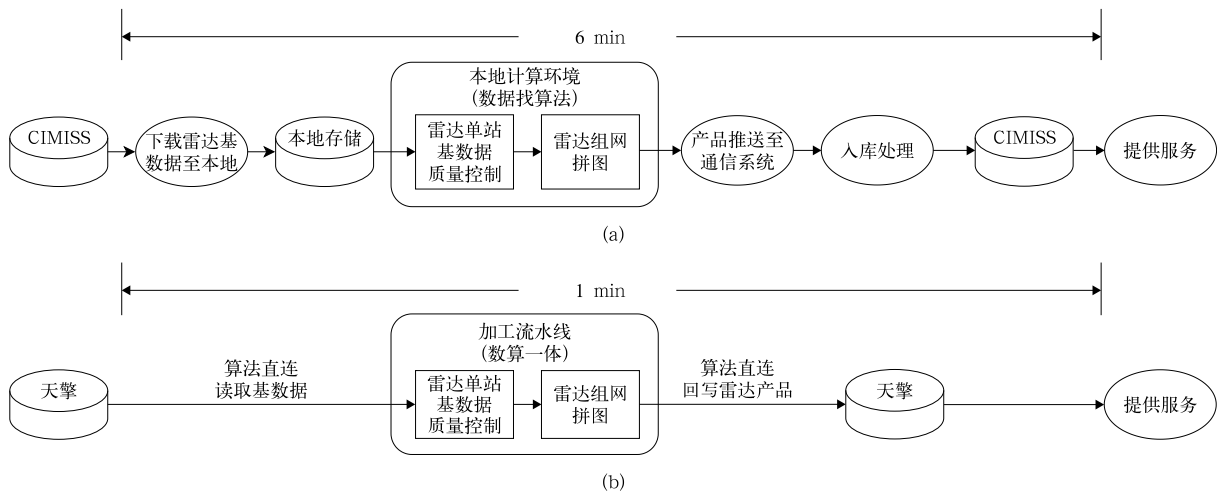 6 min
本地计算环境
(数据找算法)
CIMISS
下载雷达基
数据至本地
本地存储
雷达单站
基数据
质量控制
雷达组网
拼图
产品推送至
通信系统
入库处理
CIMISS
提供服务
(a)
1 min
加工流水线
(数算一体)
天擎
算法直连
读取基数据
雷达单站
基数据
质量控制
雷达组网
拼图
算法直连
回写雷达产品
天擎
提供服务
(b)